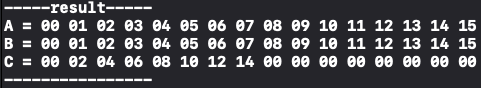 -----result-----
A = 00 01 02 03 04 05 06 07 08 09 10 11 12 13 14 15
B = 00 01 02 03 04 05 06 07 08 09 10 11 12 13 14 15
C = 00 02 04 06 08 10 12 14 00 00 00 00 00 00 00 00
----------------